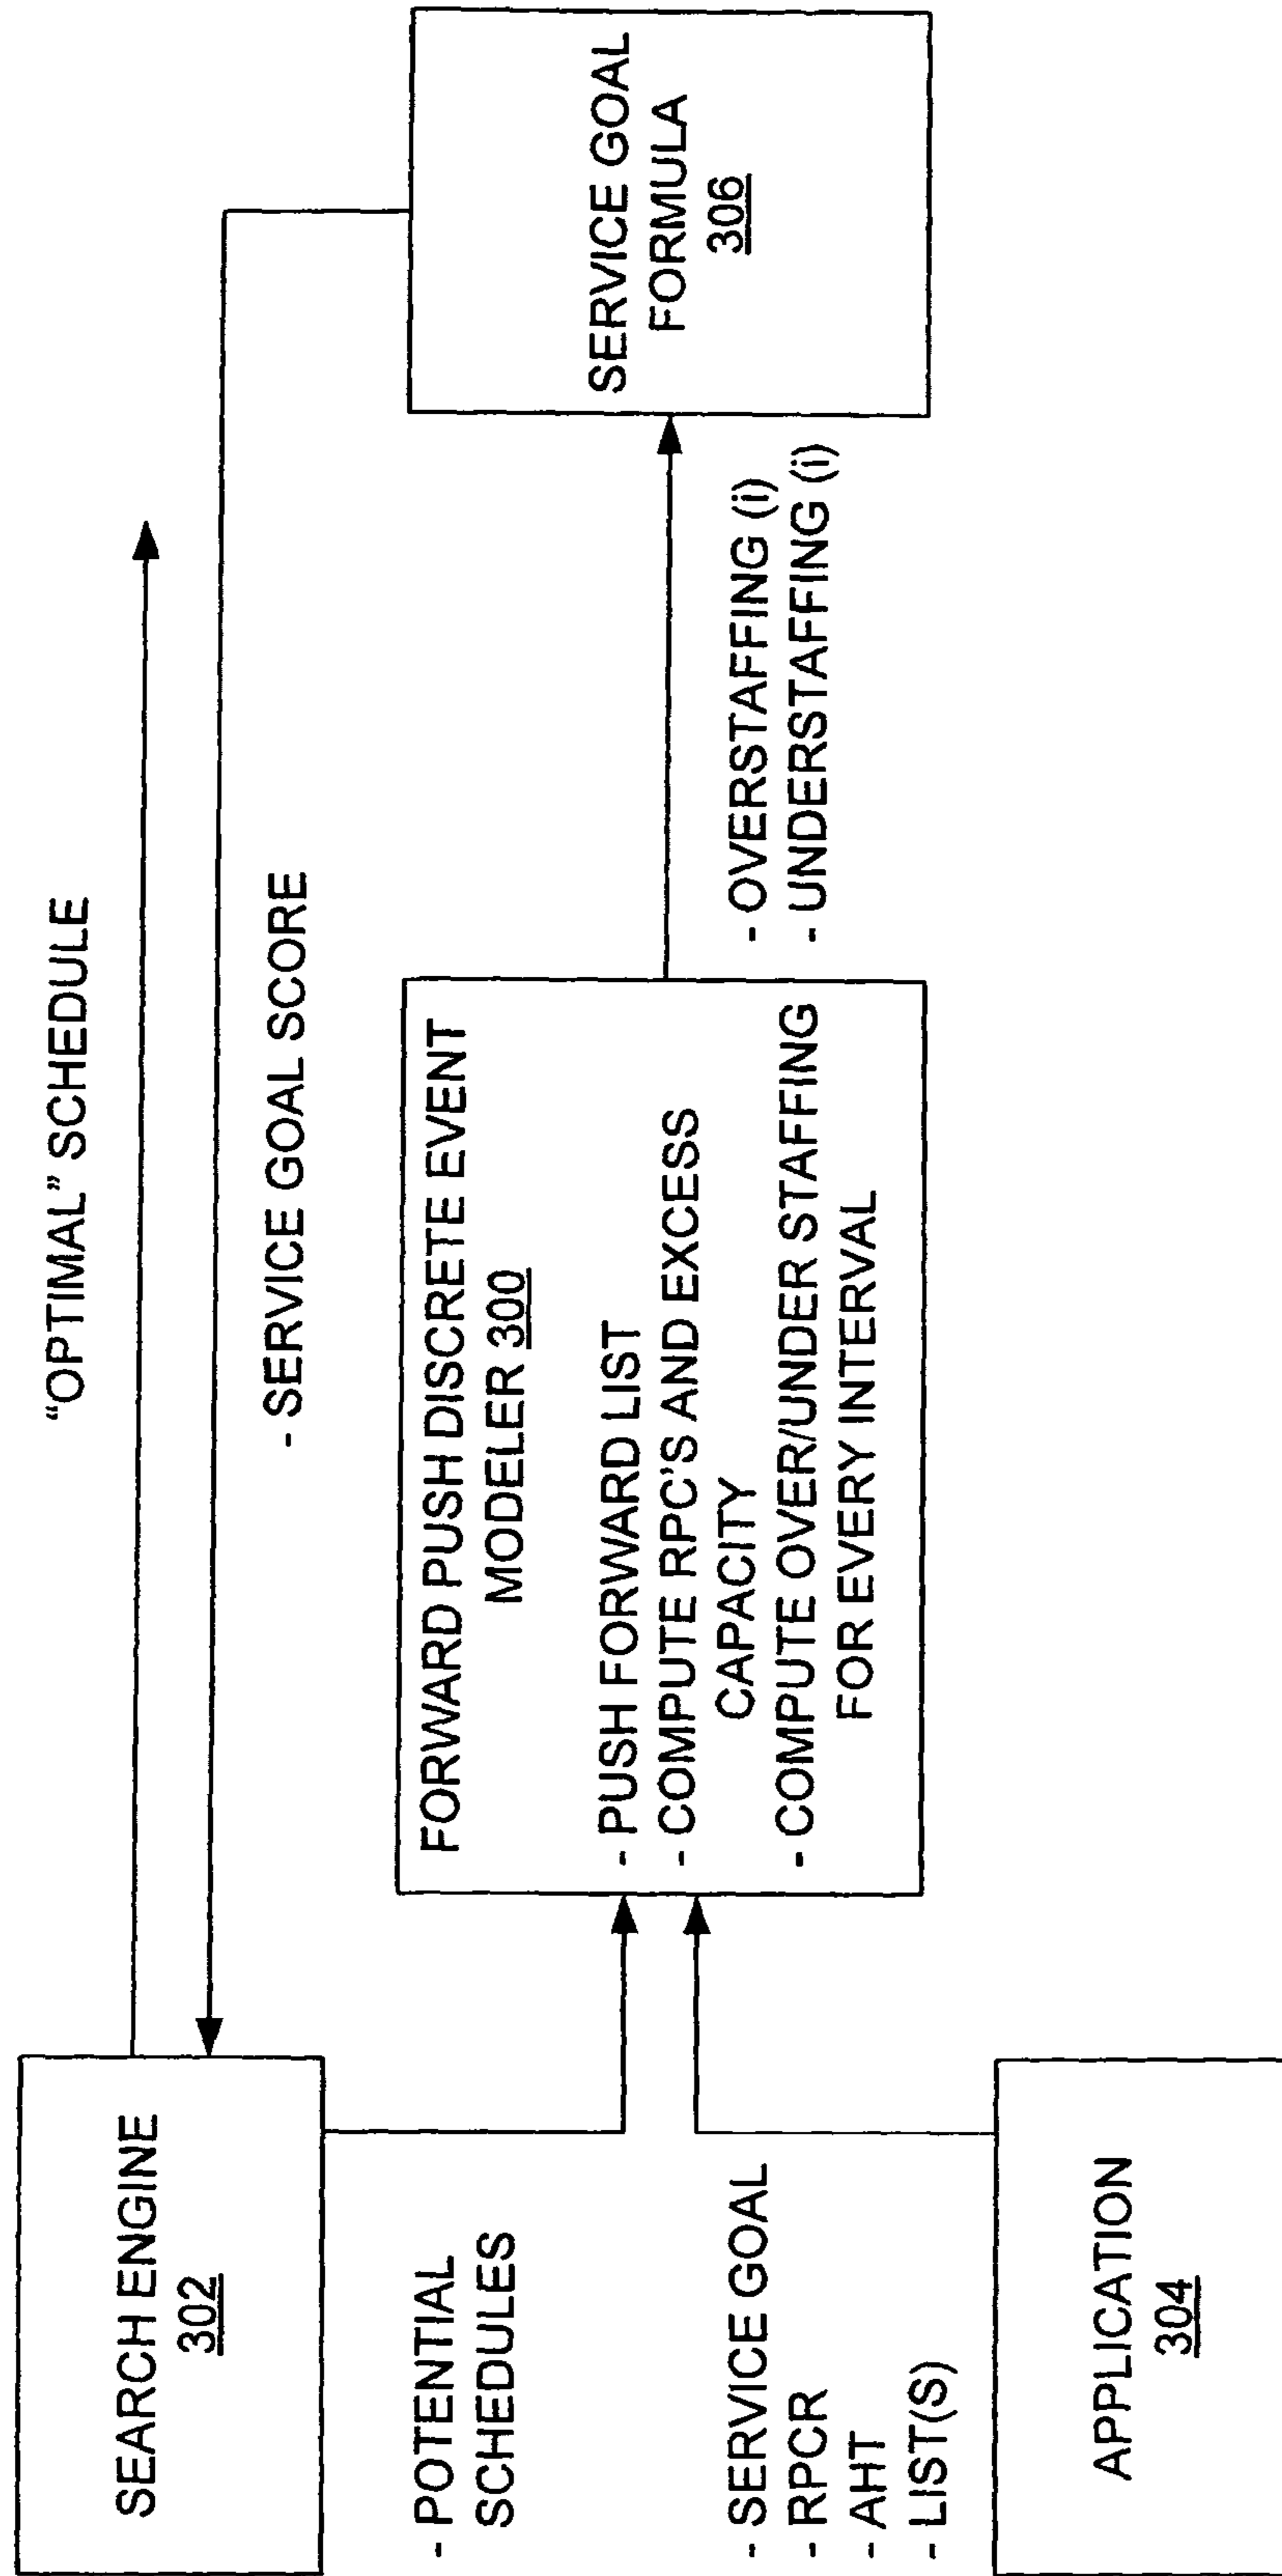 SEARCH ENGINE
302
"OPTIMAL" SCHEDULE
- SERVICE GOAL SCORE
- POTENTIAL
SCHEDULES
- SERVICE GOAL
- RPCR
- AHT
- LIST(S)
APPLICATION
304
FORWARD PUSH DISCRETE EVENT
MODELER 300
- PUSH FORWARD LIST
- COMPUTE RPC'S AND EXCESS
CAPACITY
- COMPUTE OVER/UNDER STAFFING
FOR EVERY INTERVAL
- OVERSTAFFING (i)
- UNDERSTAFFING (i)
SERVICE GOAL
FORMULA
306